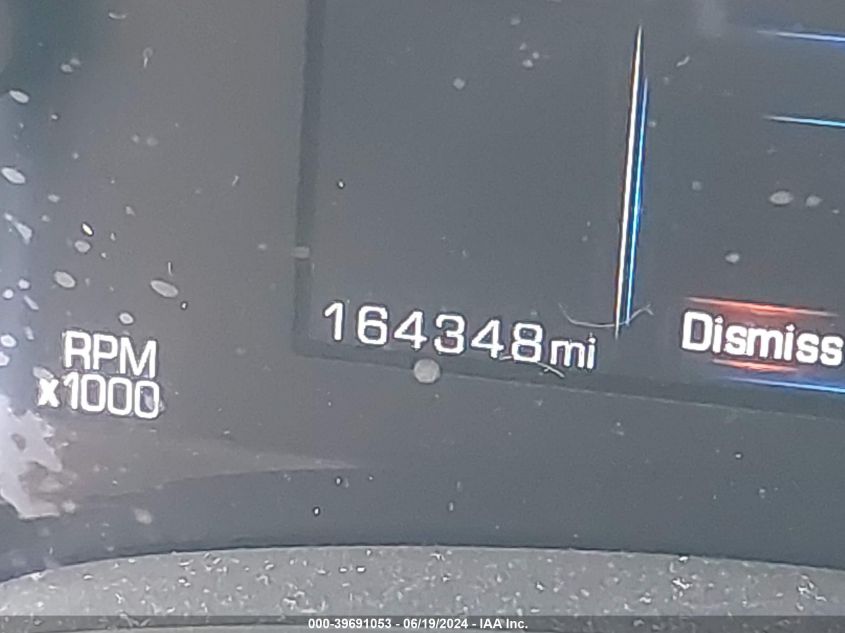 164348mi
Dismiss
RPM
x1000
000-39691053 - 06/19/2024 - IAA Inc.